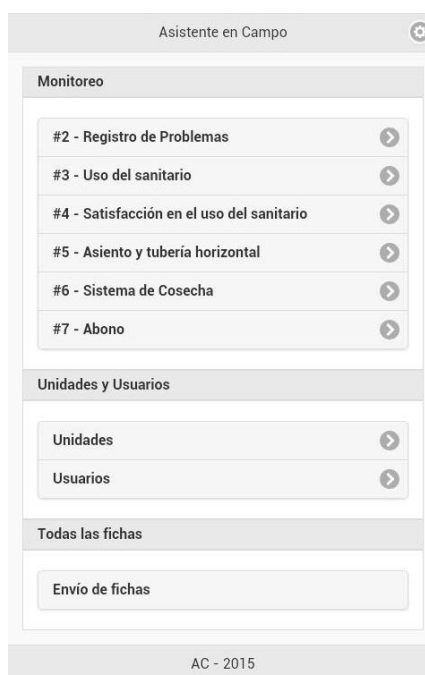 Asistente en Campo
Monitoreo
#2 - Registro de Problemas
#3 - Uso del sanitario
#4 - Satisfacción en el uso del sanitario
#5 - Asiento y tubería horizontal
#6 - Sistema de Cosecha
#7 - Abono
Unidades y Usuarios
Unidades
Usuarios
Todas las fichas
Envío de fichas
AC - 2015